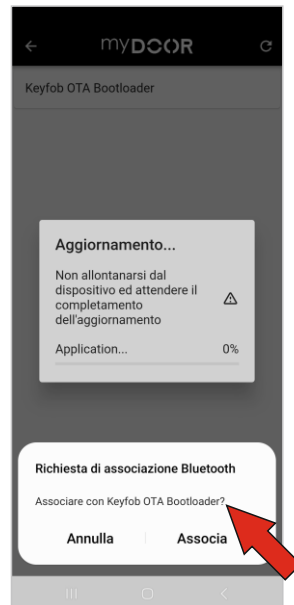 myDOOR
Keyfob OTA Bootloader
Aggiornamento...
Non allontanarsi dal
dispositivo ed attendere il
completamento
dell'aggiornamento
Application... 0%
Richiesta di associazione Bluetooth
Associare con Keyfob OTA Bootloader?
Annulla Associa